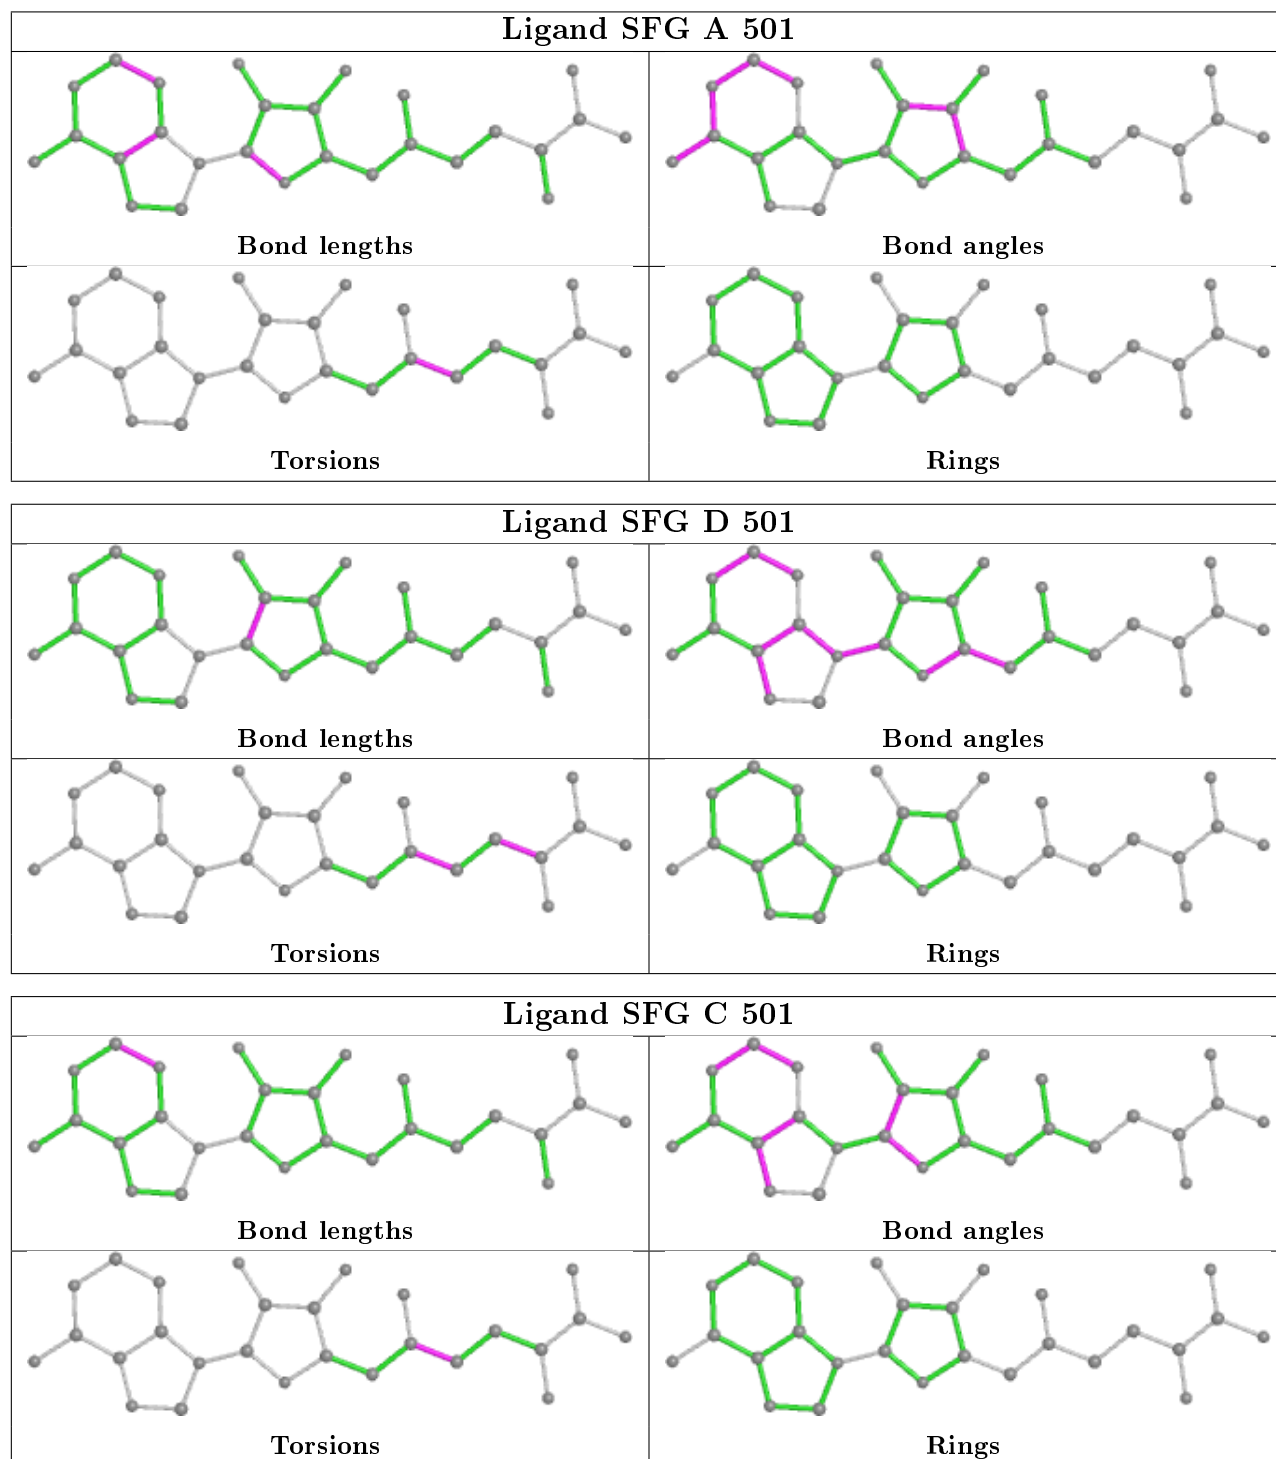 Ligand SFG A 501
Bond lengths
Bond angles
Torsions
Rings
Ligand SFG D 501
Bond lengths
Bond angles
Torsions
Rings
Ligand SFG C 501
Bond lengths
Bond angles
Torsions
Rings